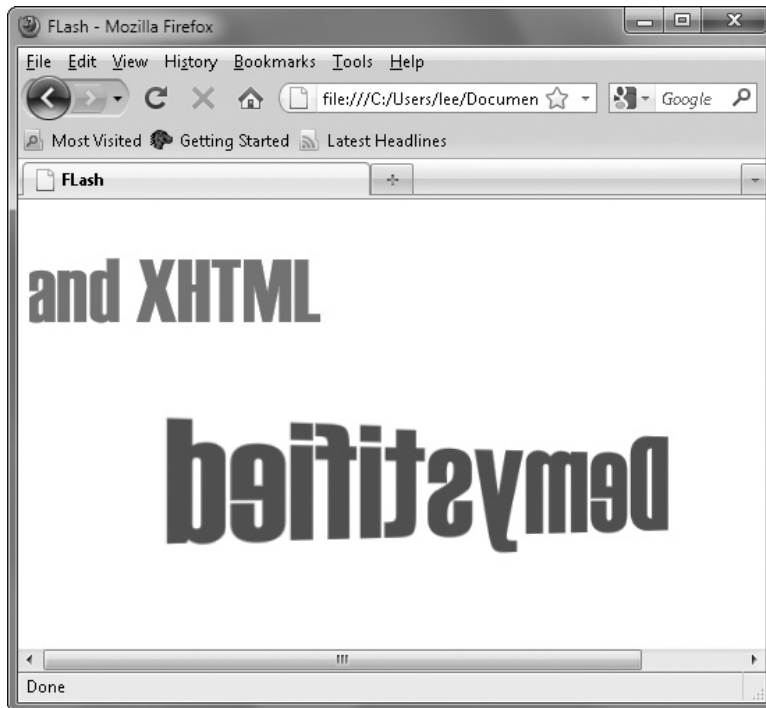 FLash - Mozilla Firefox
File Edit View History Bookmarks Tools Help
file:///C:/Users/lee/Documen Google
Most Visited Getting Started Latest Headlines
FLash
and XHTML
Demystified
Done